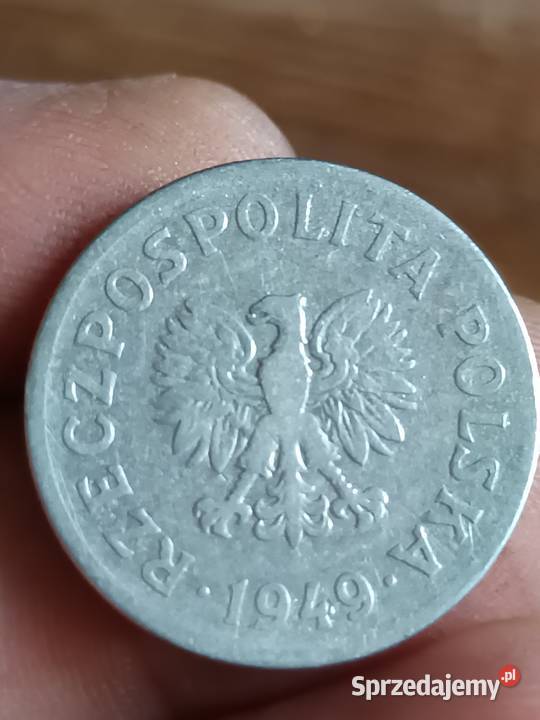 RZECZPOSPOLITA POLSKA
· 1949 ·
Sprzedajemy.pl